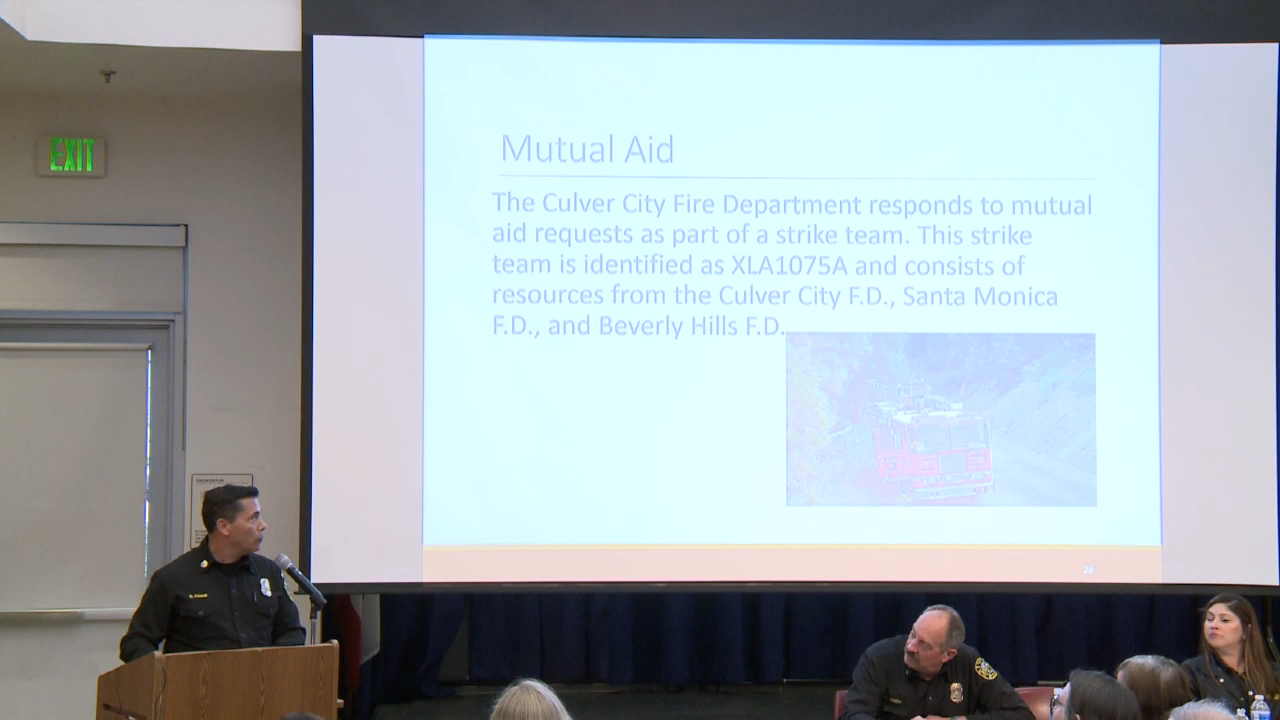 EXIT
Mutual Aid
The Culver City Fire Department responds to mutual
aid requests as part of a strike team. This strike
team is identified as XLA1075A and consists of
resources from the Culver City F.D., Santa Monica
F.D., and Beverly Hills F.D.